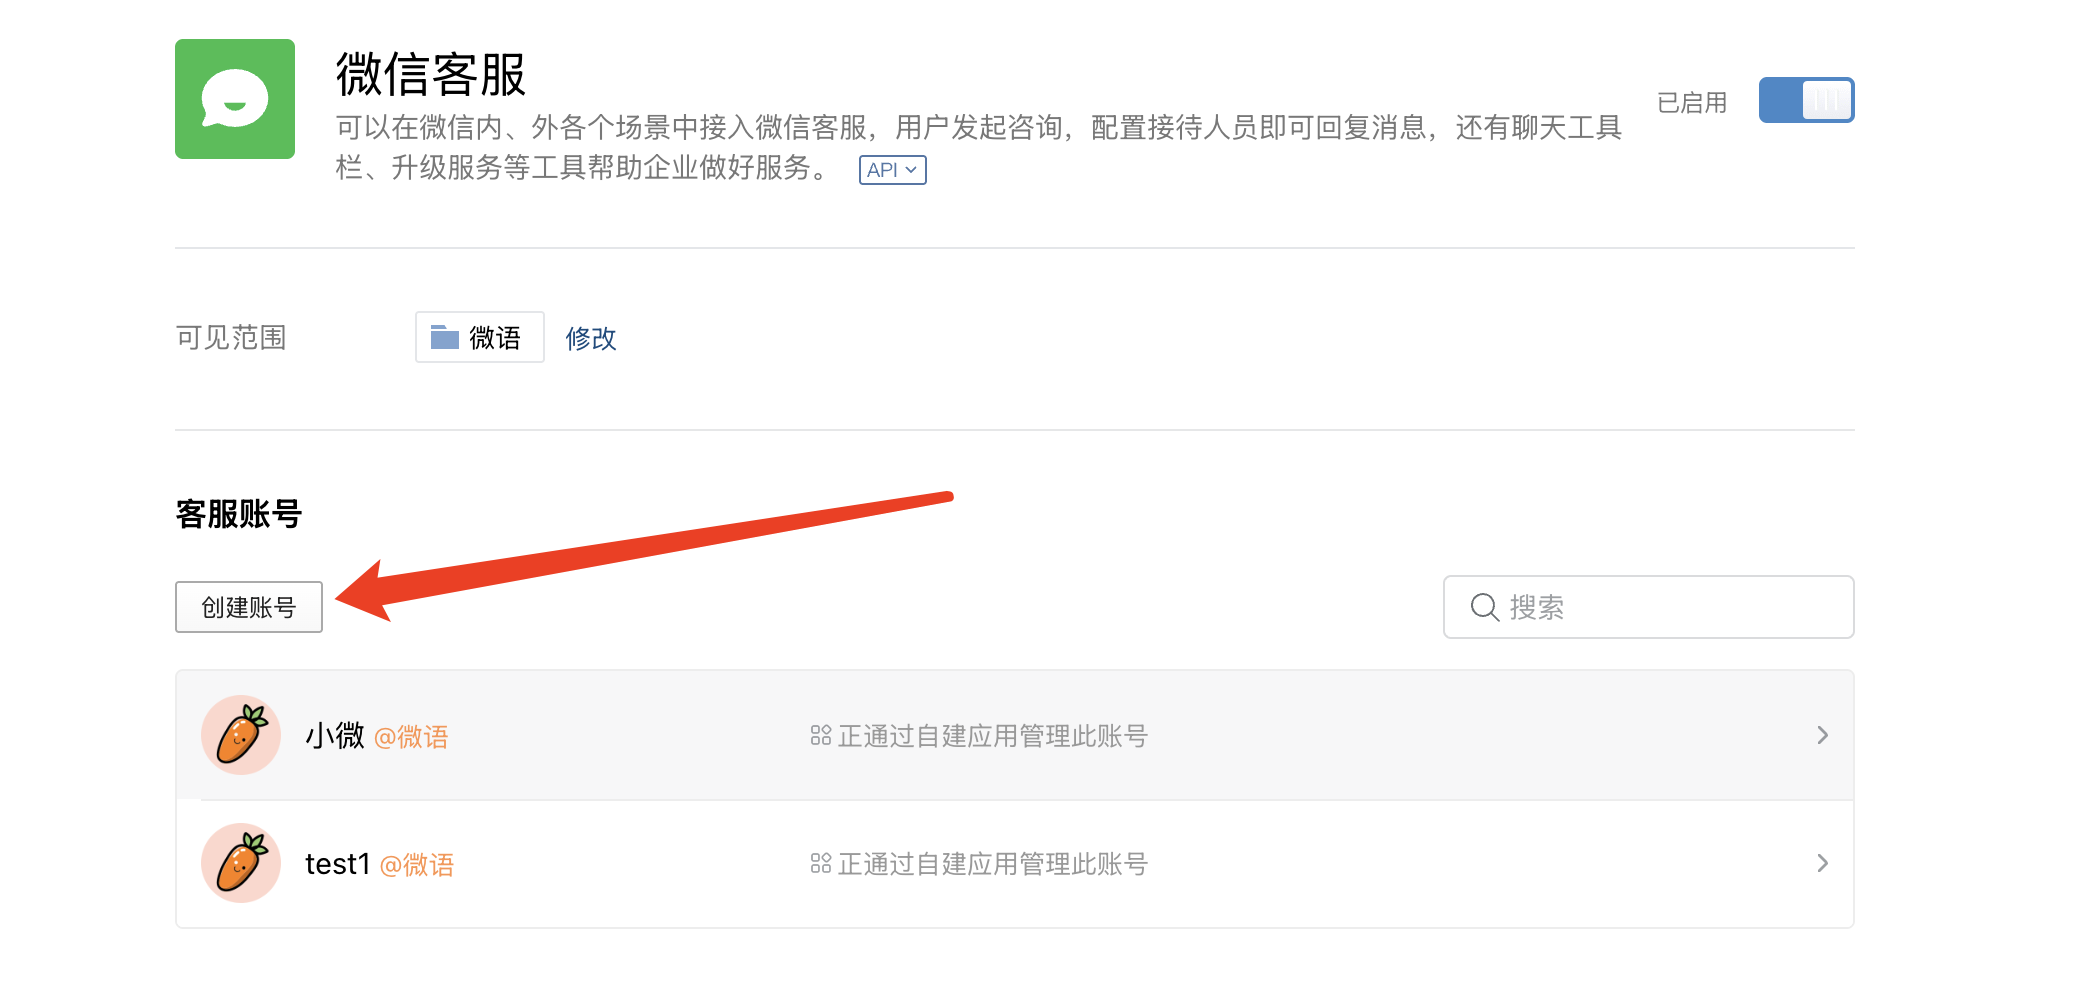 微信客服
可以在微信内、外各个场景中接入微信客服，用户发起咨询，配置接待人员即可回复消息，还有聊天工具
栏、升级服务等工具帮助企业做好服务。 API
已启用
可见范围 微语 修改
客服账号
创建账号 搜索
小微 @微语 正通过自建应用管理此账号
test1 @微语 正通过自建应用管理此账号